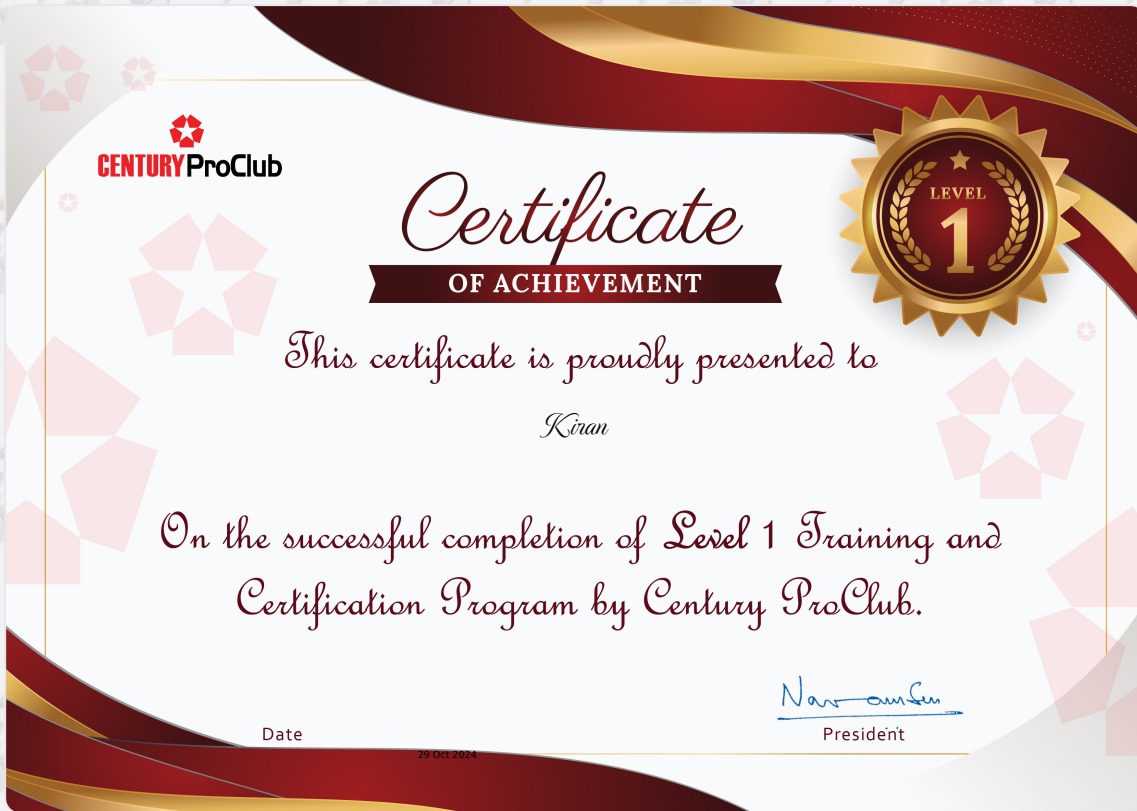 CENTURY ProClub
LEVEL
1
Certificate
OF ACHIEVEMENT
This certificate is proudly presented to
Kiran
On the successful completion of Level 1 Training and
Certification Program by Century ProClub.
Date
President
29 Oct 2024